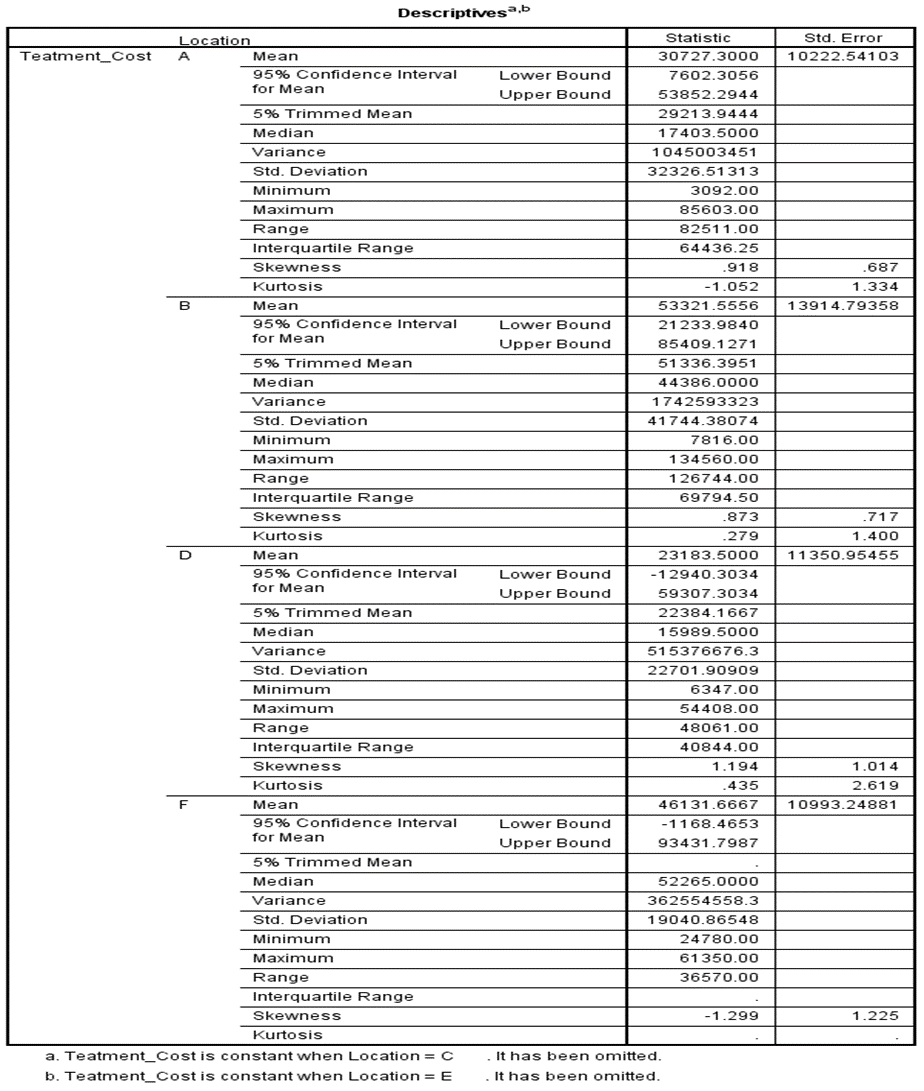 Descriptivesa,b
Location Statistic Std. Error
Teatment_Cost A Mean 30727.3000 10222.54103
95% Confidence Interval Lower Bound 7602.3056
for Mean Upper Bound 53852.2944
5% Trimmed Mean 29213.9444
Median 17403.5000
Variance 1045003451
Std. Deviation 32326.51313
Minimum 3092.00
Maximum 85603.00
Range 82511.00
Interquartile Range 64436.25
Skewness .918 .687
Kurtosis -1.052 1.334
B Mean 53321.5556 13914.79358
95% Confidence Interval Lower Bound 21233.9840
for Mean Upper Bound 85409.1271
5% Trimmed Mean 51336.3951
Median 44386.0000
Variance 1742593323
Std. Deviation 41744.38074
Minimum 7816.00
Maximum 134560.00
Range 126744.00
Interquartile Range 69794.50
Skewness .873 .717
Kurtosis .279 1.400
D Mean 23183.5000 11350.95455
95% Confidence Interval Lower Bound -12940.3034
for Mean Upper Bound 59307.3034
5% Trimmed Mean 22384.1667
Median 15989.5000
Variance 515376676.3
Std. Deviation 22701.90909
Minimum 6347.00
Maximum 54408.00
Range 48061.00
Interquartile Range 40844.00
Skewness 1.194 1.014
Kurtosis .435 2.619
F Mean 46131.6667 10993.24881
95% Confidence Interval Lower Bound -1168.4653
for Mean Upper Bound 93431.7987
5% Trimmed Mean .
Median 52265.0000
Variance 362554558.3
Std. Deviation 19040.86548
Minimum 24780.00
Maximum 61350.00
Range 36570.00
Interquartile Range .
Skewness -1.299 1.225
Kurtosis . .
a. Teatment_Cost is constant when Location = C . It has been omitted.
b. Teatment_Cost is constant when Location = E . It has been omitted.